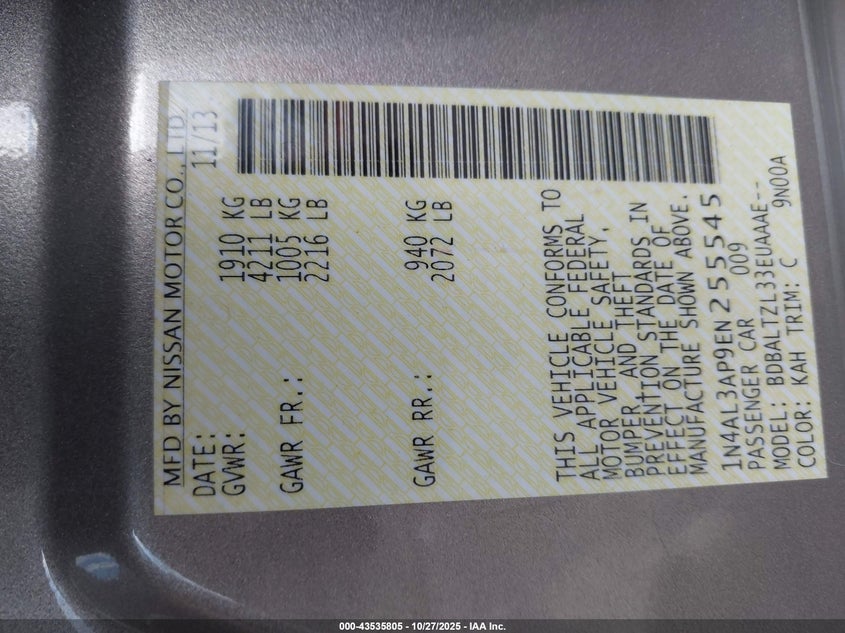 MFD BY NISSAN MOTOR CO., LTD.
DATE: 11/13
GVWR: 1910 KG
4211 LB
GAWR FR.: 1005 KG
2216 LB
GAWR RR.: 940 KG
2072 LB
THIS VEHICLE CONFORMS TO
ALL APPLICABLE FEDERAL
MOTOR VEHICLE SAFETY,
BUMPER AND THEFT
PREVENTION STANDARDS IN
EFFECT ON THE DATE OF
MANUFACTURE SHOWN ABOVE.
1N4AL3AP9EN255545
PASSENGER CAR 009
MODEL: BDBALTZL33EUAAAE--
COLOR: KAH TRIM: C 9N00A
000-43535805 - 10/27/2025 - IAA Inc.